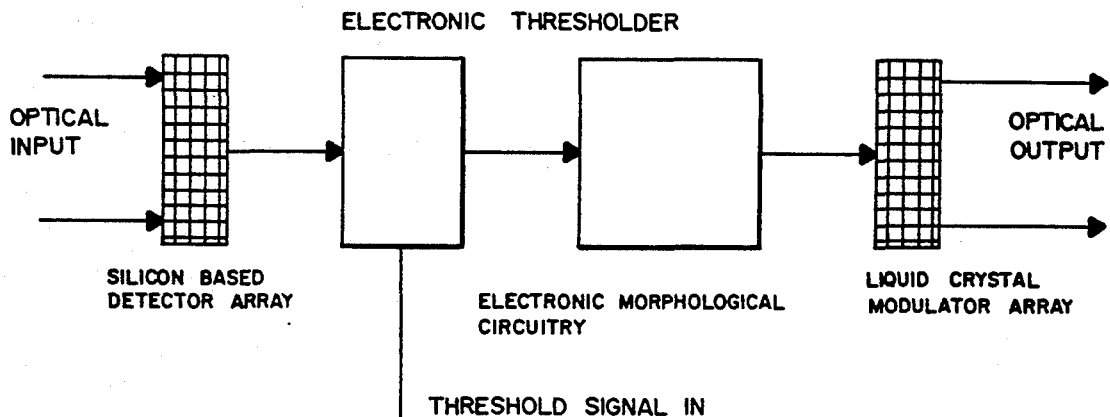 ELECTRONIC THRESHOLDER
OPTICAL
INPUT
OPTICAL
OUTPUT
SILICON BASED
DETECTOR ARRAY
ELECTRONIC MORPHOLOGICAL
CIRCUITRY
LIQUID CRYSTAL
MODULATOR ARRAY
THRESHOLD SIGNAL IN